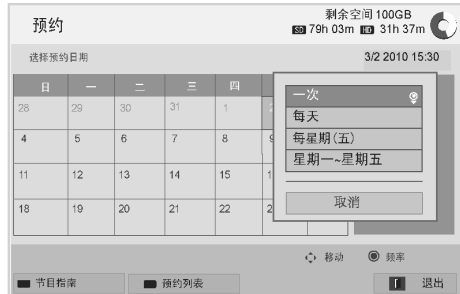 预约
剩余空间 100GB
SD 79h 03m HD 31h 37m
选择预约日期
3/2 2010 15:30
日 一 二 三 四
28 29 30 31 1
4 5 6 7 8
11 12 13 14 15
18 19 20 21 22
一次
每天
每星期(五)
星期一~星期五
取消
移动 频率
节目指南 预约列表 退出